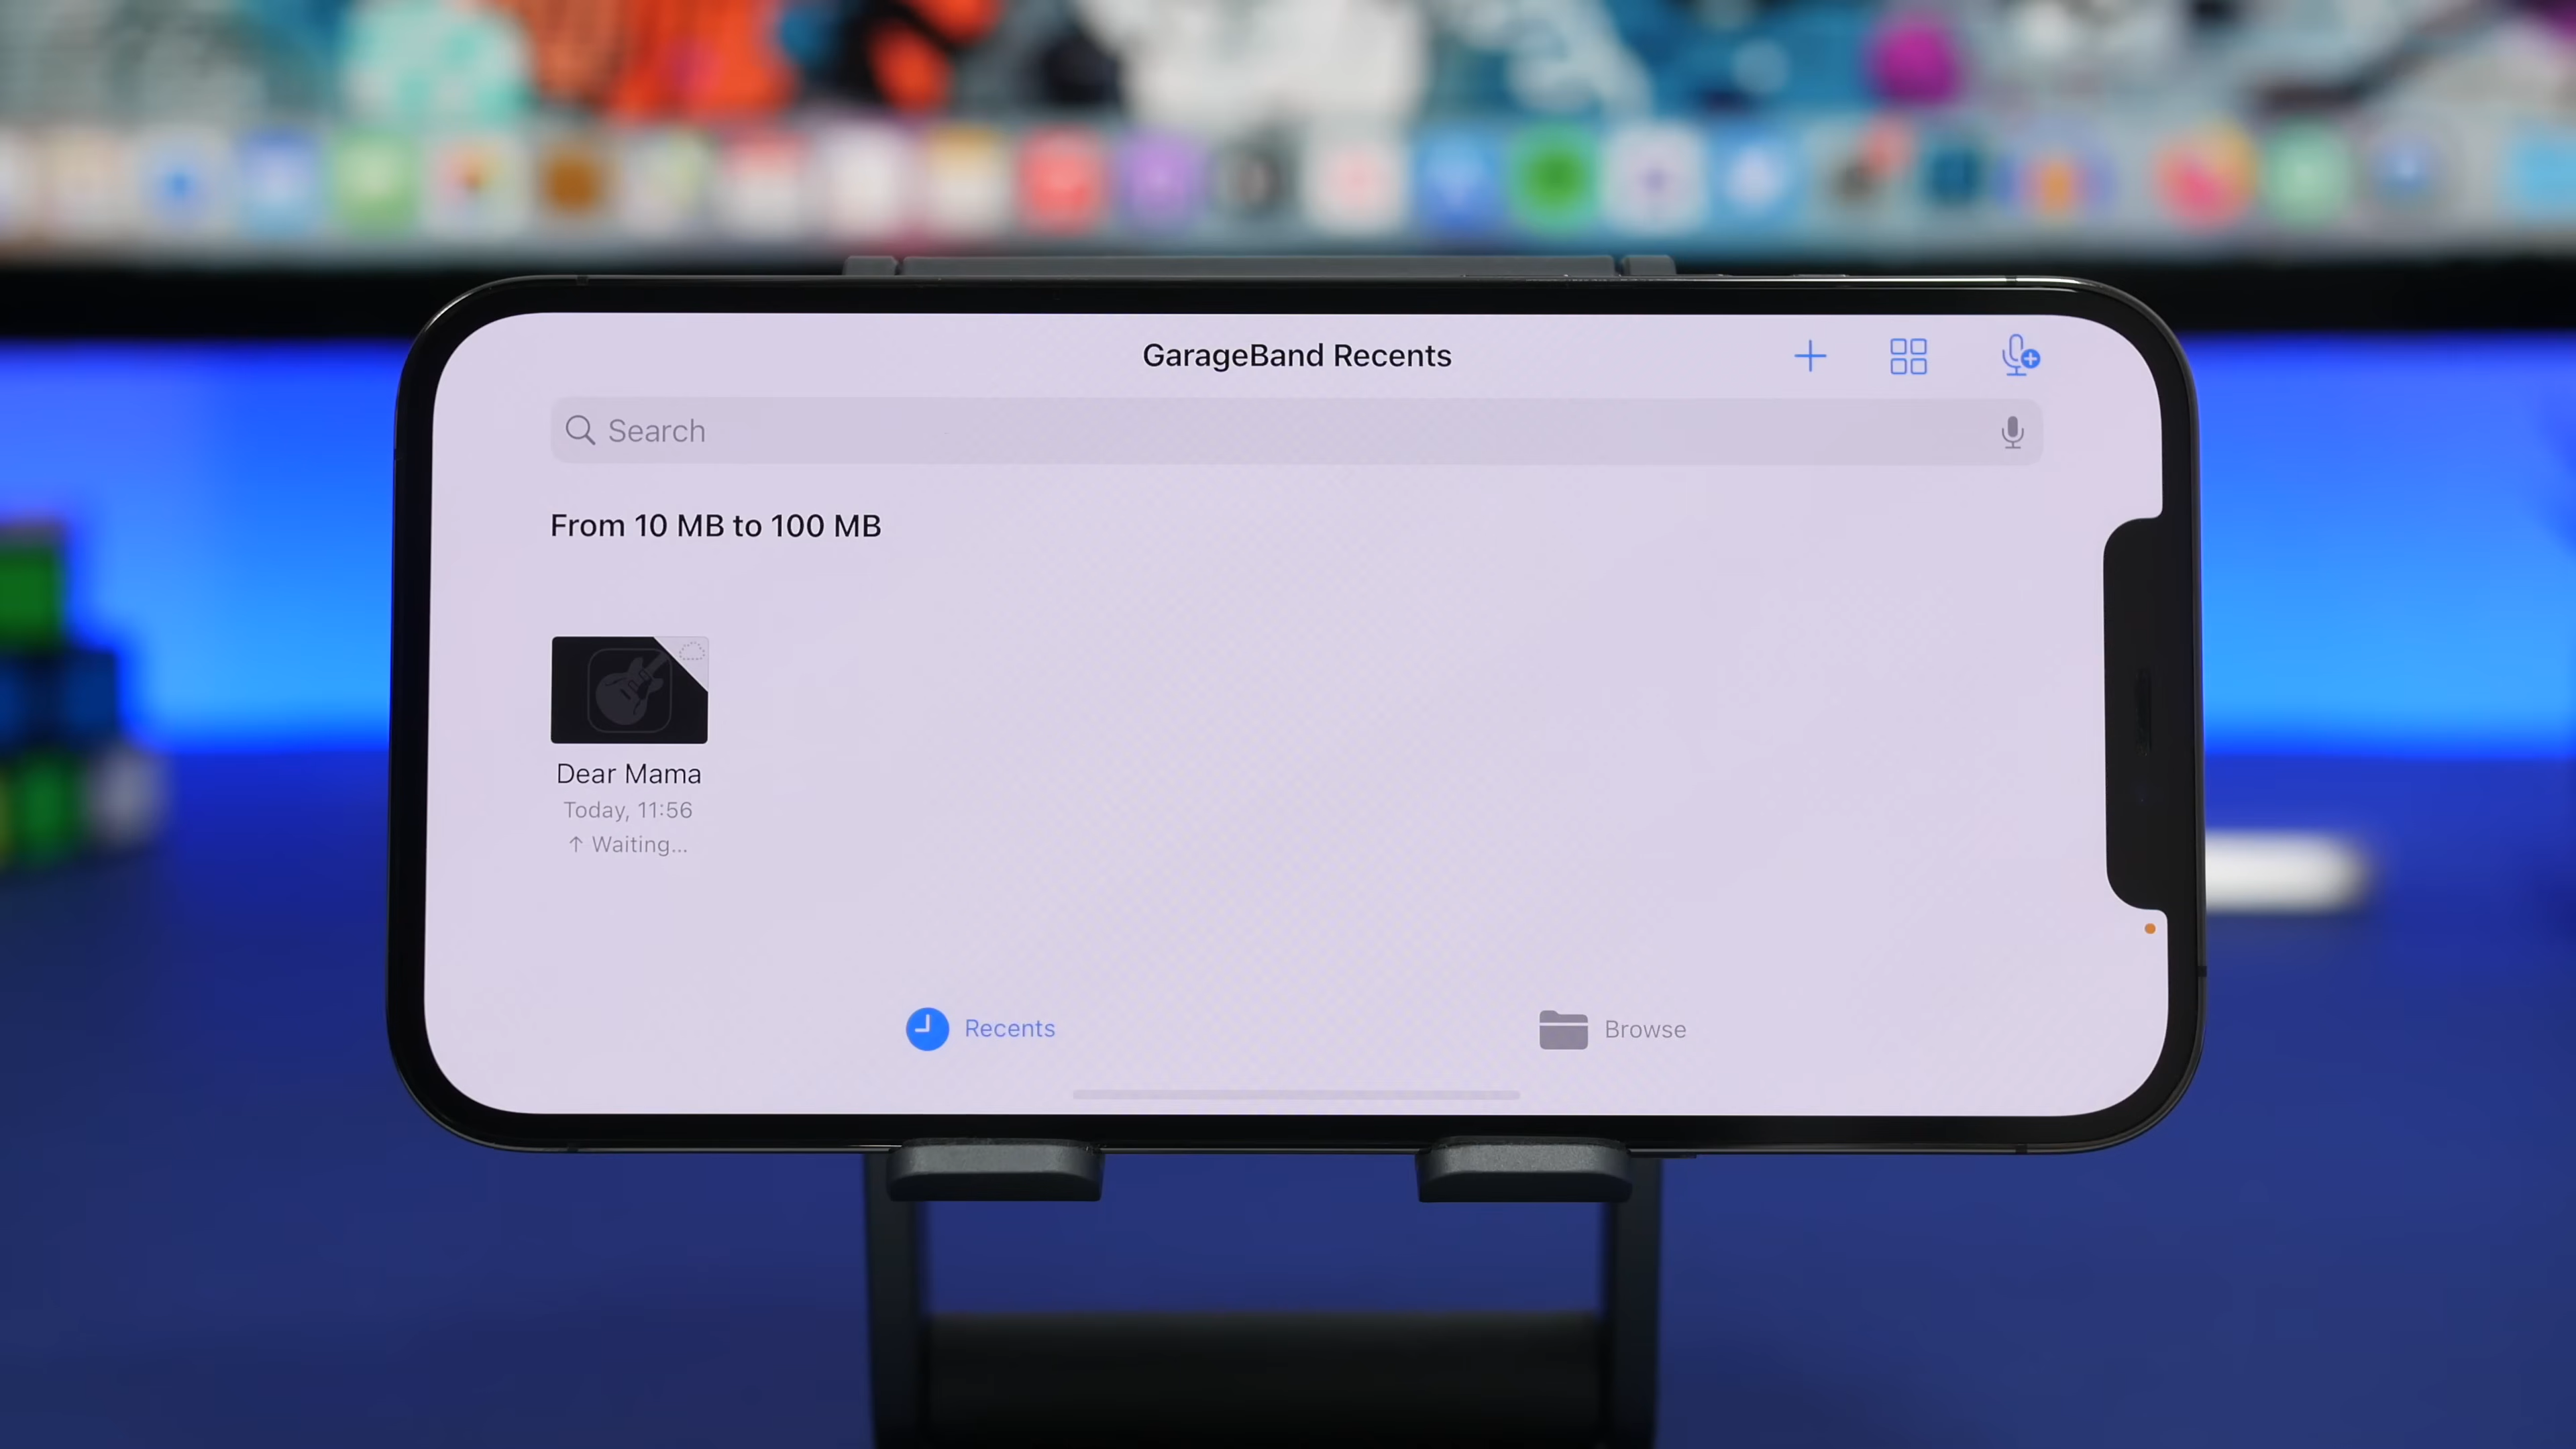 GarageBand Recents
Search
From 10 MB to 100 MB
Dear Mama
Today, 11:56
↑ Waiting...
Recents
Browse